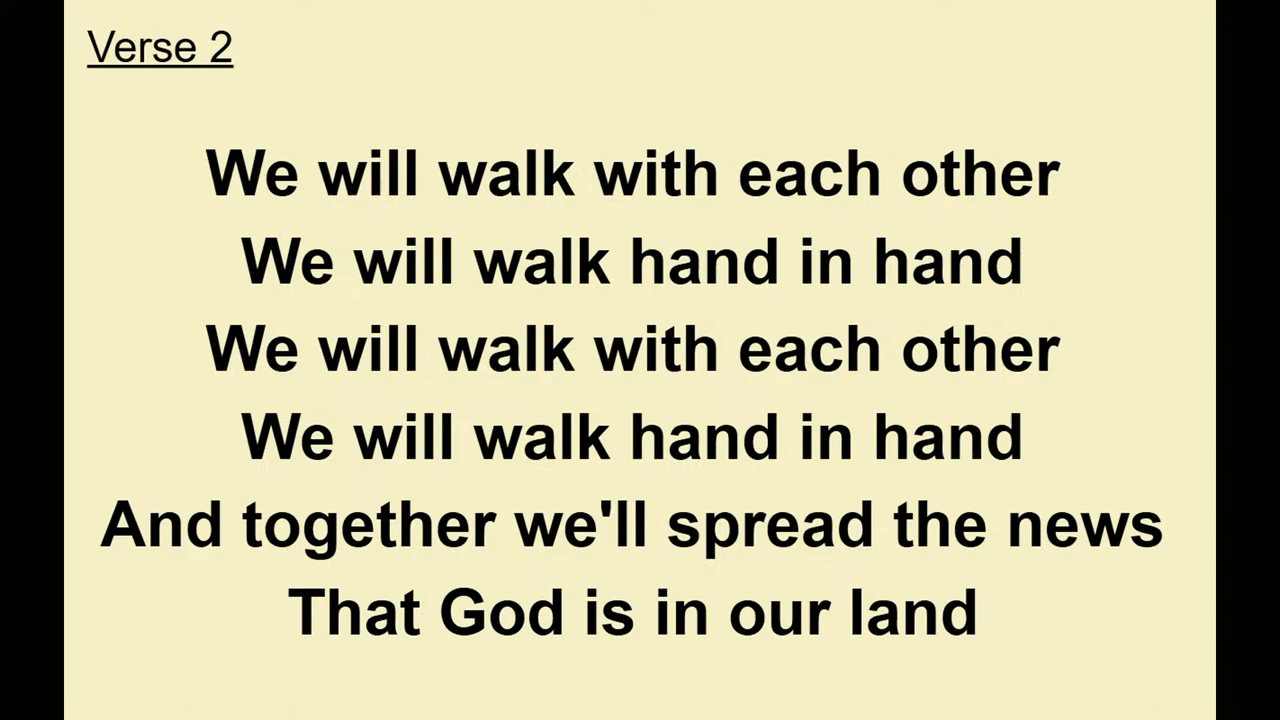 Verse 2
We will walk with each other
We will walk hand in hand
We will walk with each other
We will walk hand in hand
And together we'll spread the news
That God is in our land